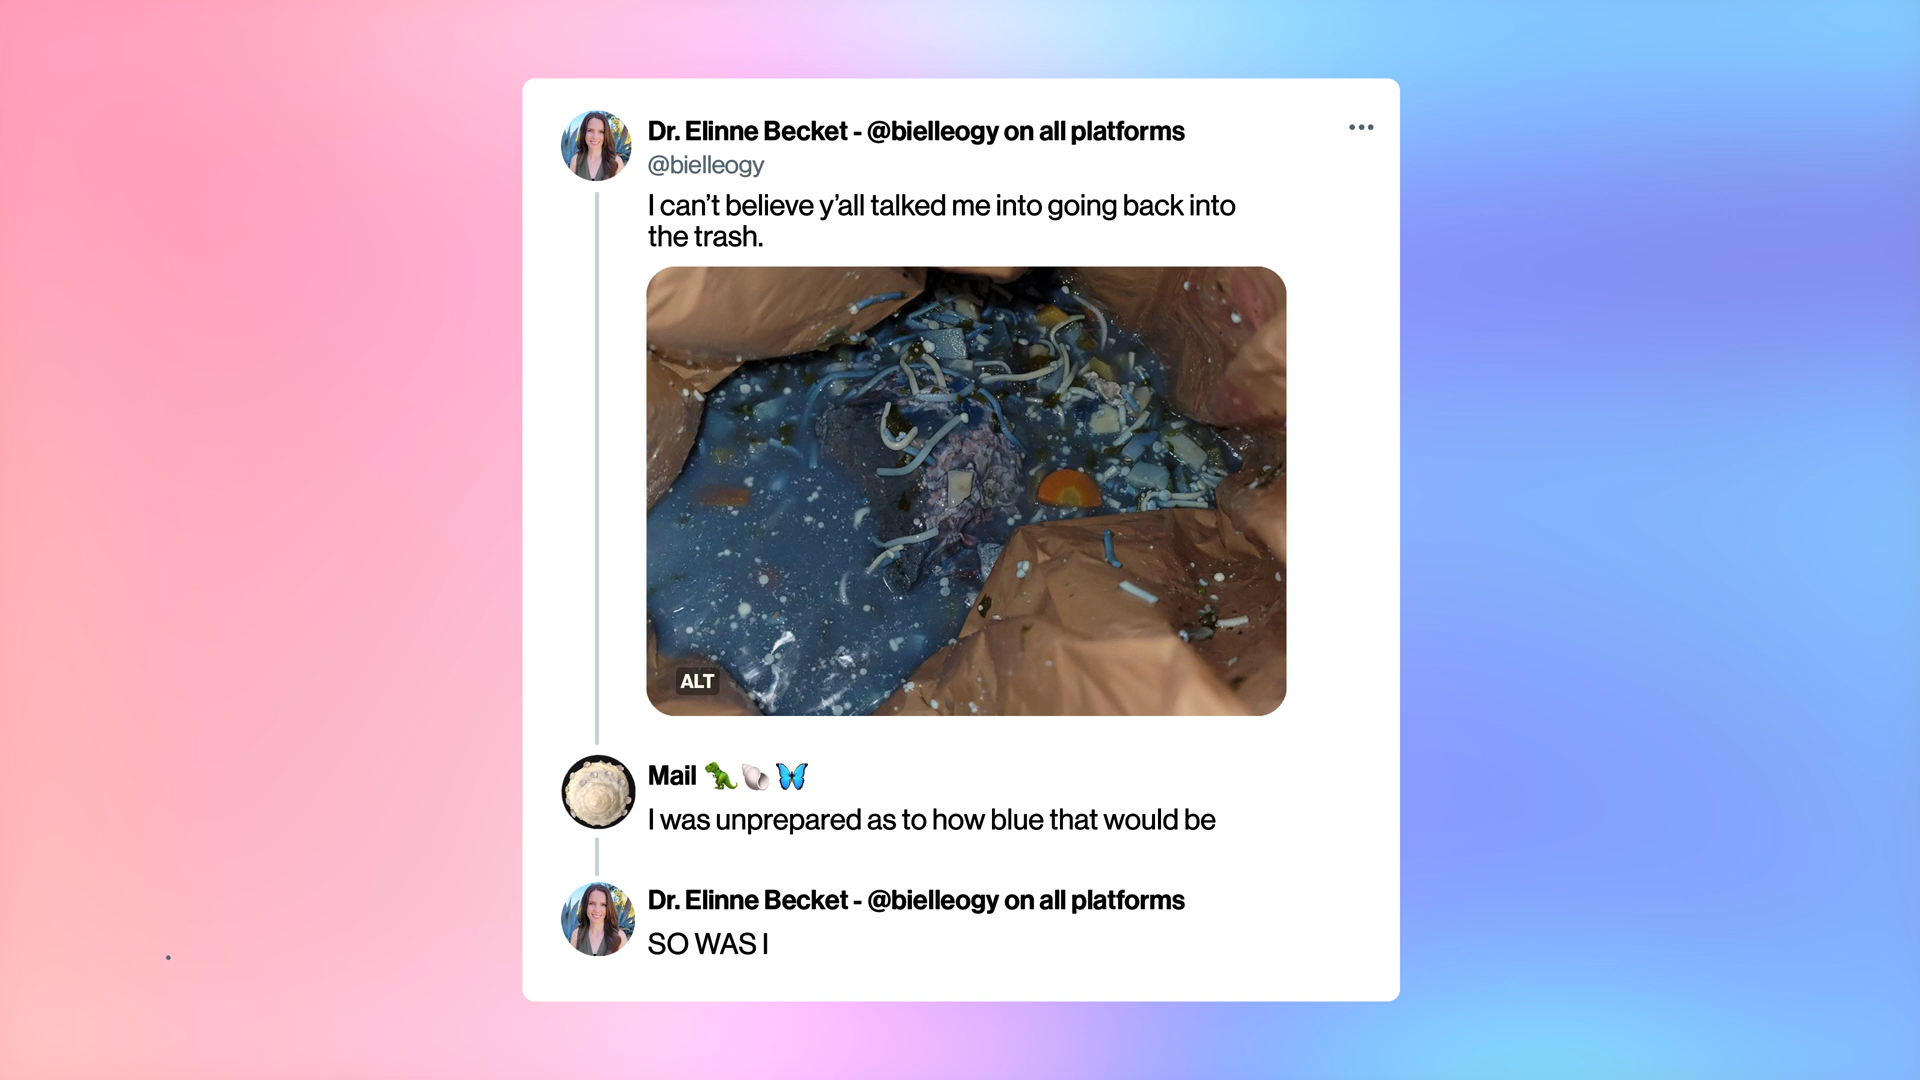 Dr. Elinne Becket - @bielleogy on all platforms
@bielleogy
I can’t believe y’all talked me into going back into
the trash.
ALT
Mail 🦖🐚🦋
I was unprepared as to how blue that would be
Dr. Elinne Becket - @bielleogy on all platforms
SO WAS I